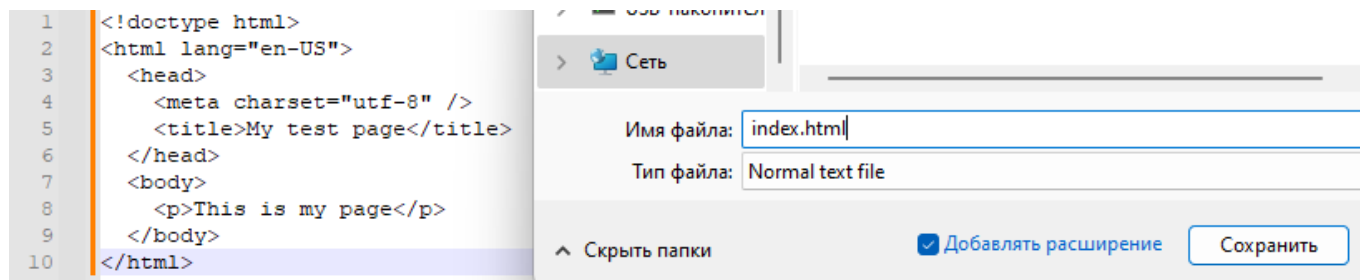 1 <!doctype html>
2 <html lang="en-US">
3 <head>
4 <meta charset="utf-8" />
5 <title>My test page</title>
6 </head>
7 <body>
8 <p>This is my page</p>
9 </body>
10 </html>
Сеть
Имя файла: index.html
Тип файла: Normal text file
Скрыть папки
Добавлять расширение
Сохранить